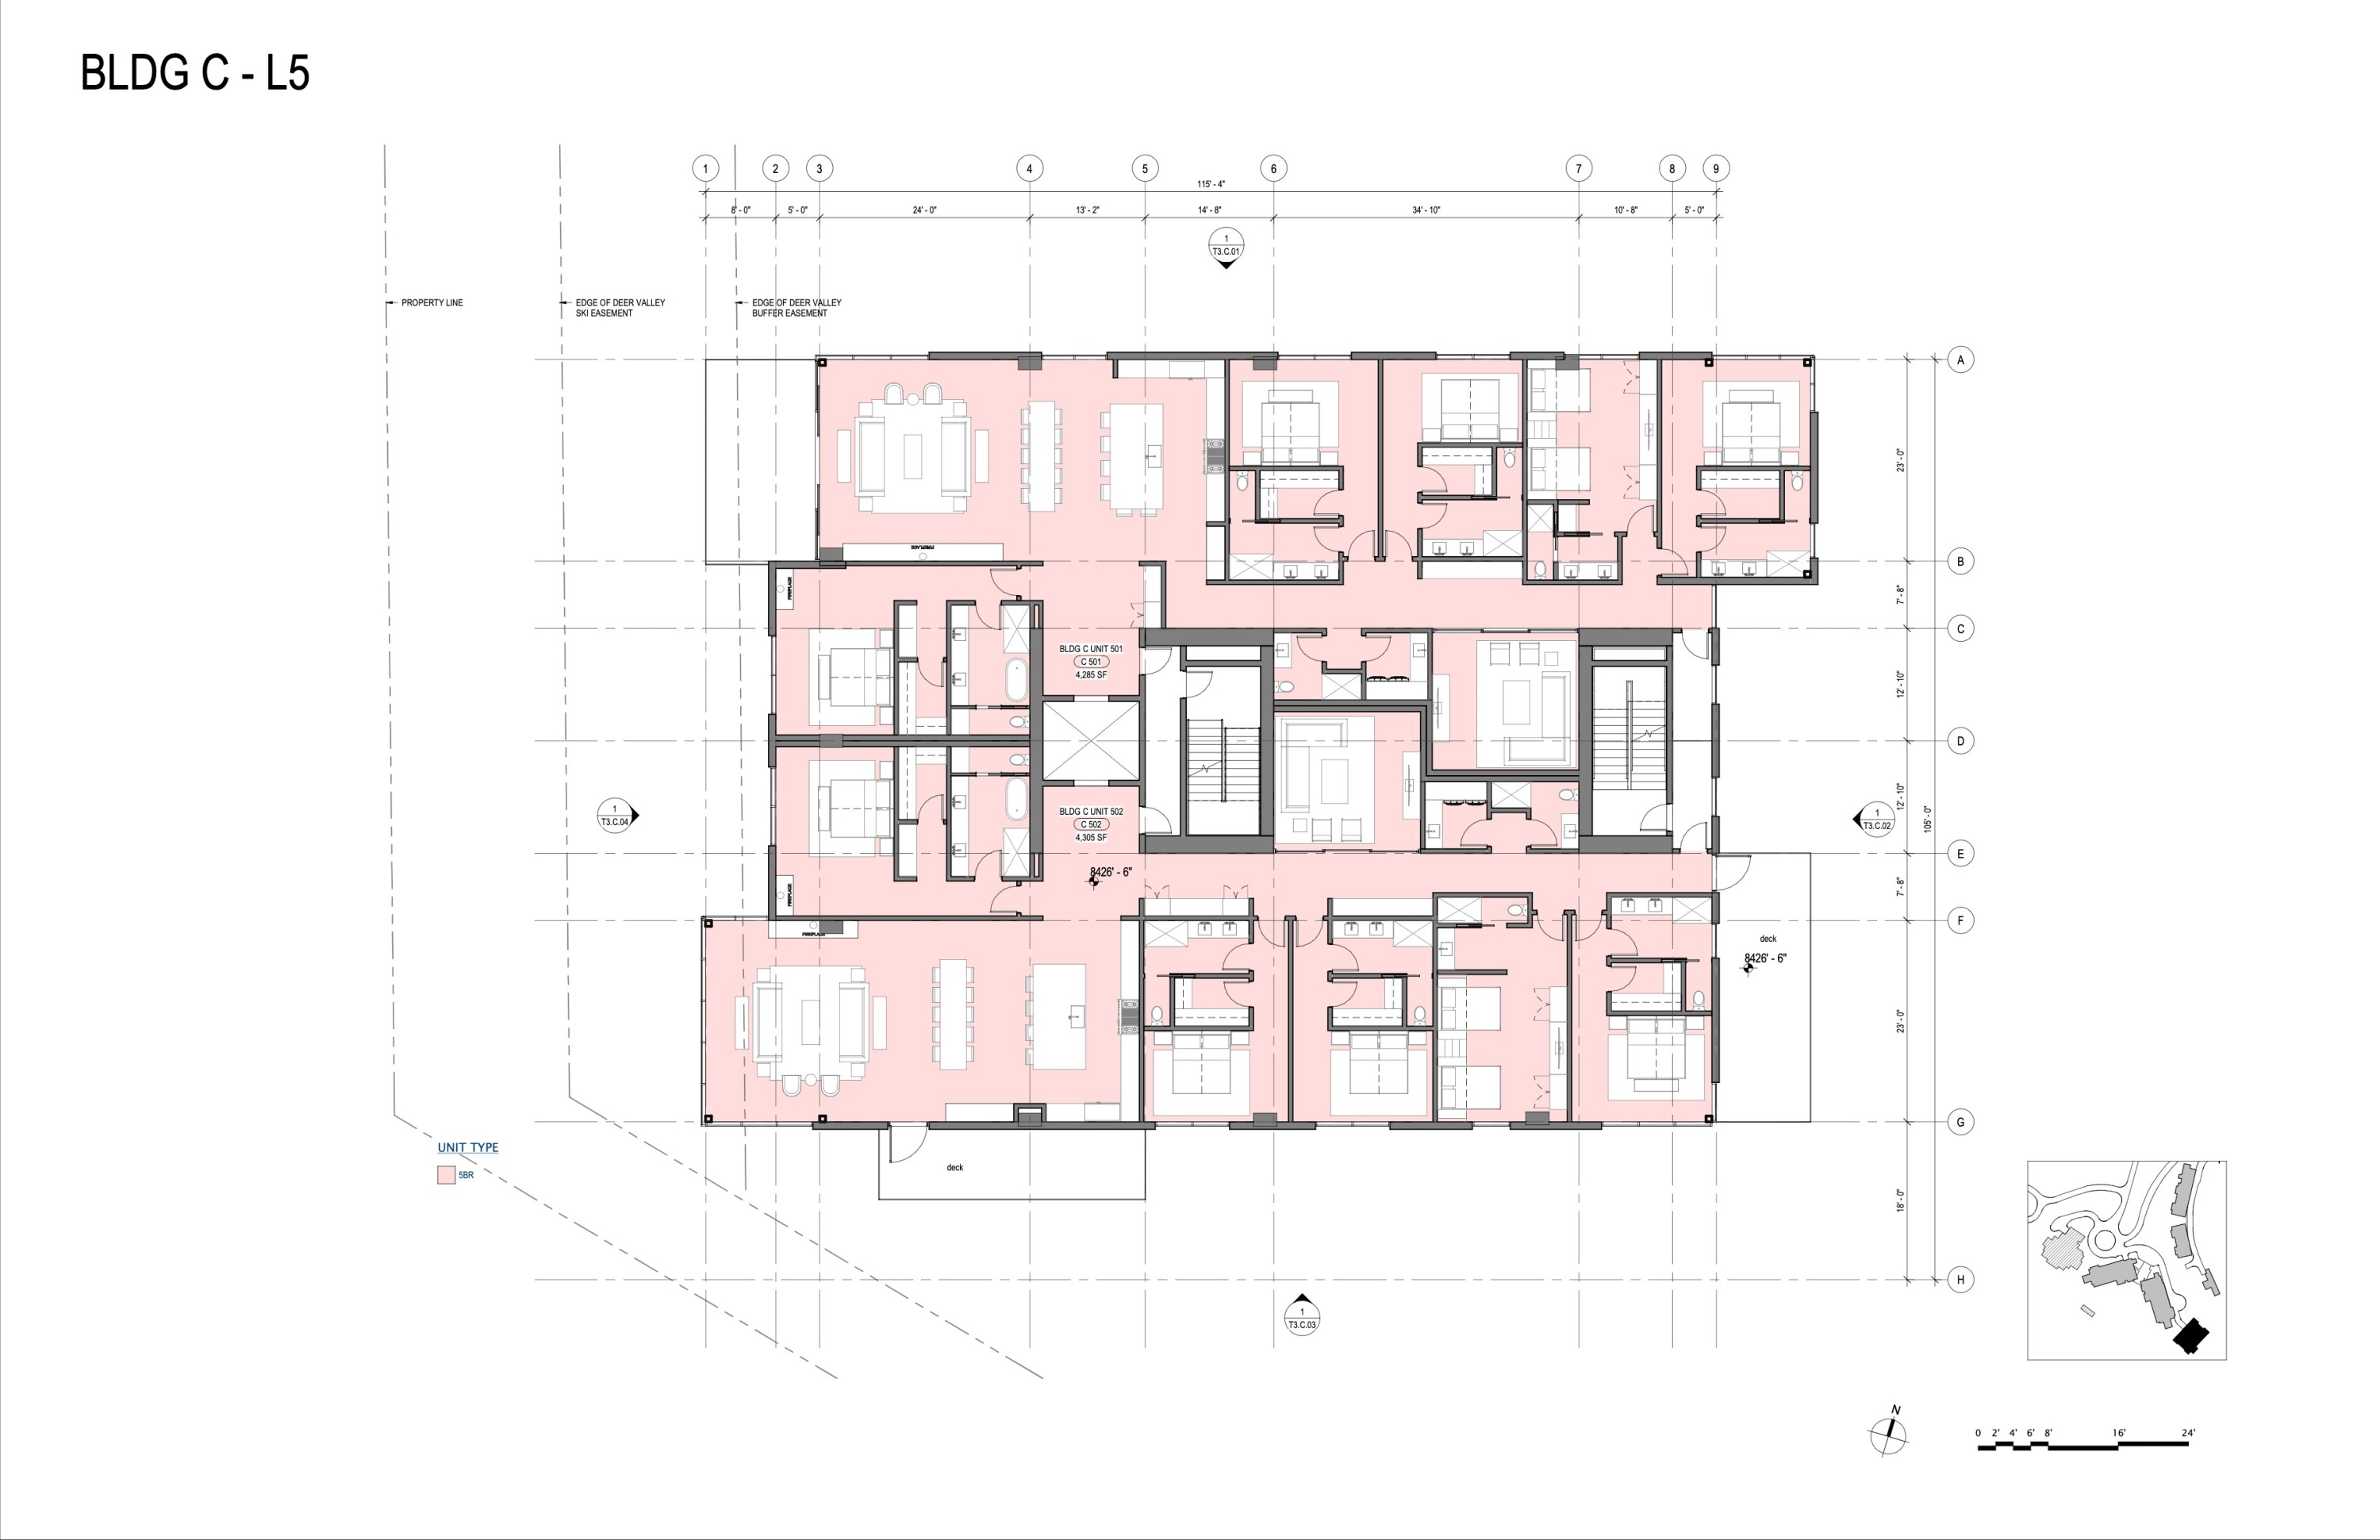 BLDG C - L5
1
2
3
4
5
6
7
8
9
115' - 4"
8' - 0"
5' - 0"
24' - 0"
13' - 2"
14' - 8"
34' - 10"
10' - 8"
5' - 0"
1
T3.C.01
PROPERTY LINE
EDGE OF DEER VALLEY
SKI EASEMENT
EDGE OF DEER VALLEY
BUFFER EASEMENT
A
23' - 0"
FIREPLACE
B
FIREPLACE
7' - 8"
C
BLDG C UNIT 501
C 501
4,285 SF
12' - 10"
D
12' - 10"
105' - 0"
1
T3.C.04
BLDG C UNIT 502
C 502
4,305 SF
1
T3.C.02
E
8426' - 6"
7' - 8"
FIREPLACE
F
FIREPLACE
deck
8426' - 6"
23' - 0"
G
UNIT TYPE
5BR
deck
18' - 0"
H
1
T3.C.03
N
0 2' 4' 6' 8' 16' 24'